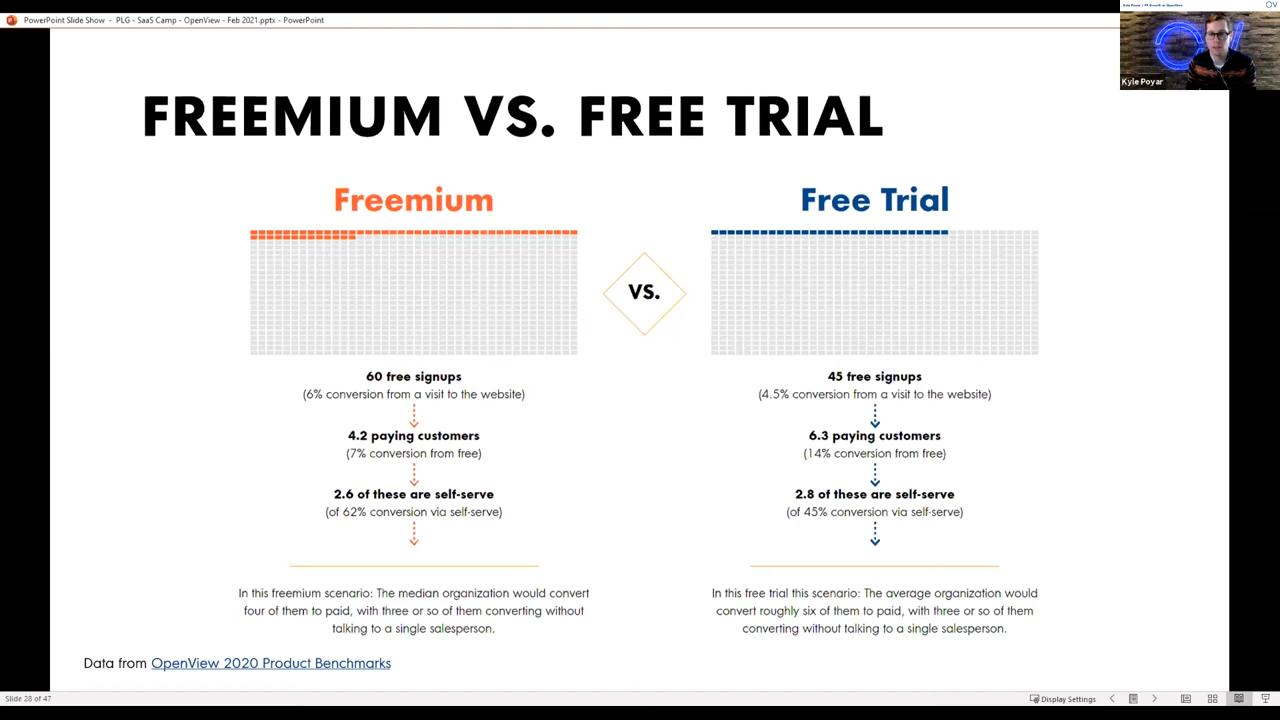 PowerPoint Slide Show - PLG - SaaS Camp - OpenView - Feb 2021.pptx - PowerPoint
Kyle Poyar | VP Growth at OpenView
OV
Kyle Poyar
FREEMIUM VS. FREE TRIAL
Freemium
Free Trial
VS.
60 free signups
(6% conversion from a visit to the website)
4.2 paying customers
(7% conversion from free)
2.6 of these are self-serve
(of 62% conversion via self-serve)
In this freemium scenario: The median organization would convert
four of them to paid, with three or so of them converting without
talking to a single salesperson.
45 free signups
(4.5% conversion from a visit to the website)
6.3 paying customers
(14% conversion from free)
2.8 of these are self-serve
(of 45% conversion via self-serve)
In this free trial this scenario: The average organization would
convert roughly six of them to paid, with three or so of them
converting without talking to a single salesperson.
Data from OpenView 2020 Product Benchmarks
Slide 28 of 47
Display Settings